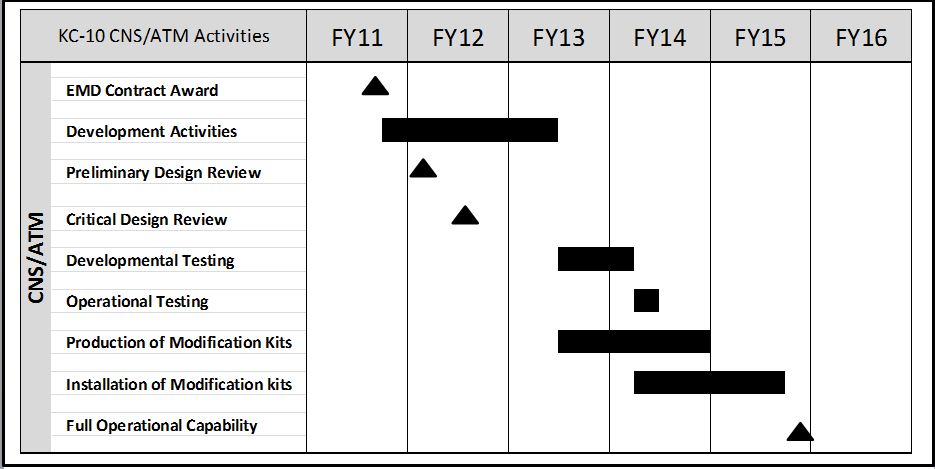 KC-10 CNS/ATM Activities FY11 FY12 FY13 FY14 FY15 FY16
CNS/ATM
EMD Contract Award
Development Activities
Preliminary Design Review
Critical Design Review
Developmental Testing
Operational Testing
Production of Modification Kits
Installation of Modification kits
Full Operational Capability